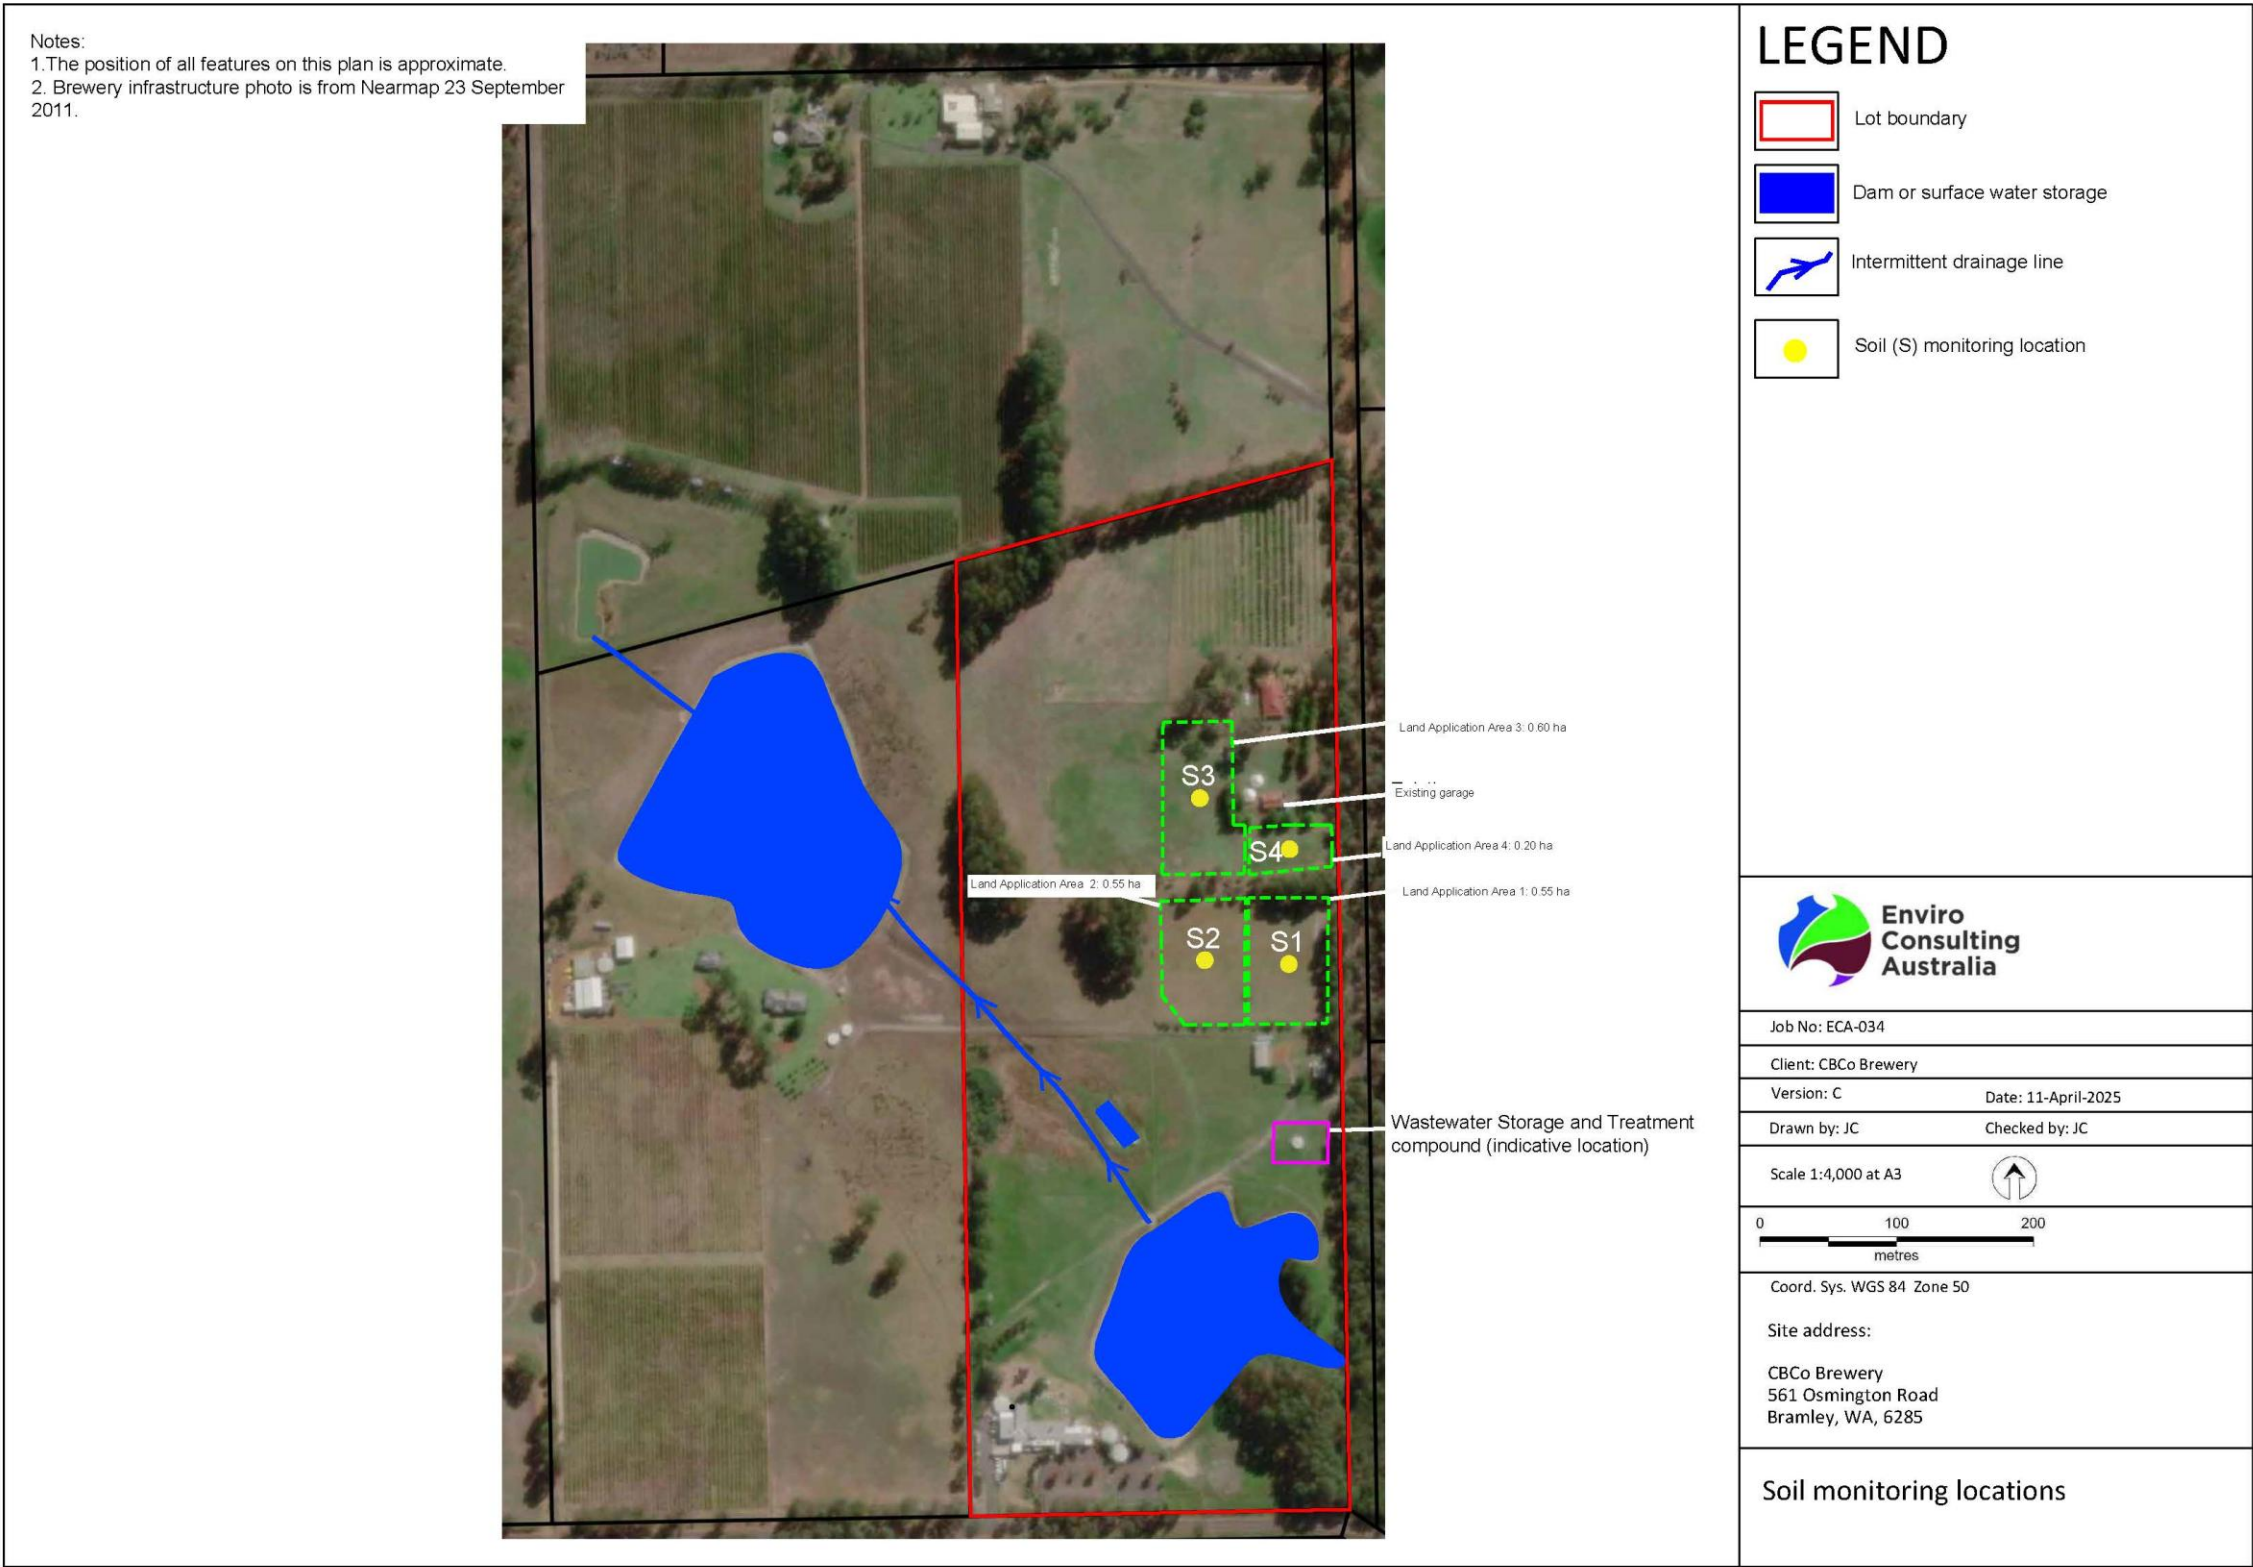 Notes:
1.The position of all features on this plan is approximate.
2. Brewery infrastructure photo is from Nearmap 23 September
2011.
S3
S4
S2
S1
Land Application Area 3: 0.60 ha
Existing garage
Land Application Area 4: 0.20 ha
Land Application Area 2: 0.55 ha
Land Application Area 1: 0.55 ha
Wastewater Storage and Treatment
compound (indicative location)
LEGEND
Lot boundary
Dam or surface water storage
Intermittent drainage line
Soil (S) monitoring location
Enviro
Consulting
Australia
Job No: ECA-034
Client: CBCo Brewery
Version: C Date: 11-April-2025
Drawn by: JC Checked by: JC
Scale 1:4,000 at A3
0 100 200
metres
Coord. Sys. WGS 84 Zone 50
Site address:
CBCo Brewery
561 Osmington Road
Bramley, WA, 6285
Soil monitoring locations